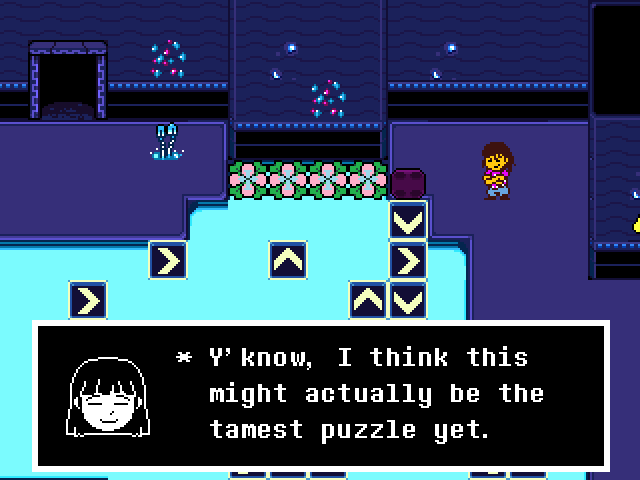 * Y'know, I think this
might actually be the
tamest puzzle yet.